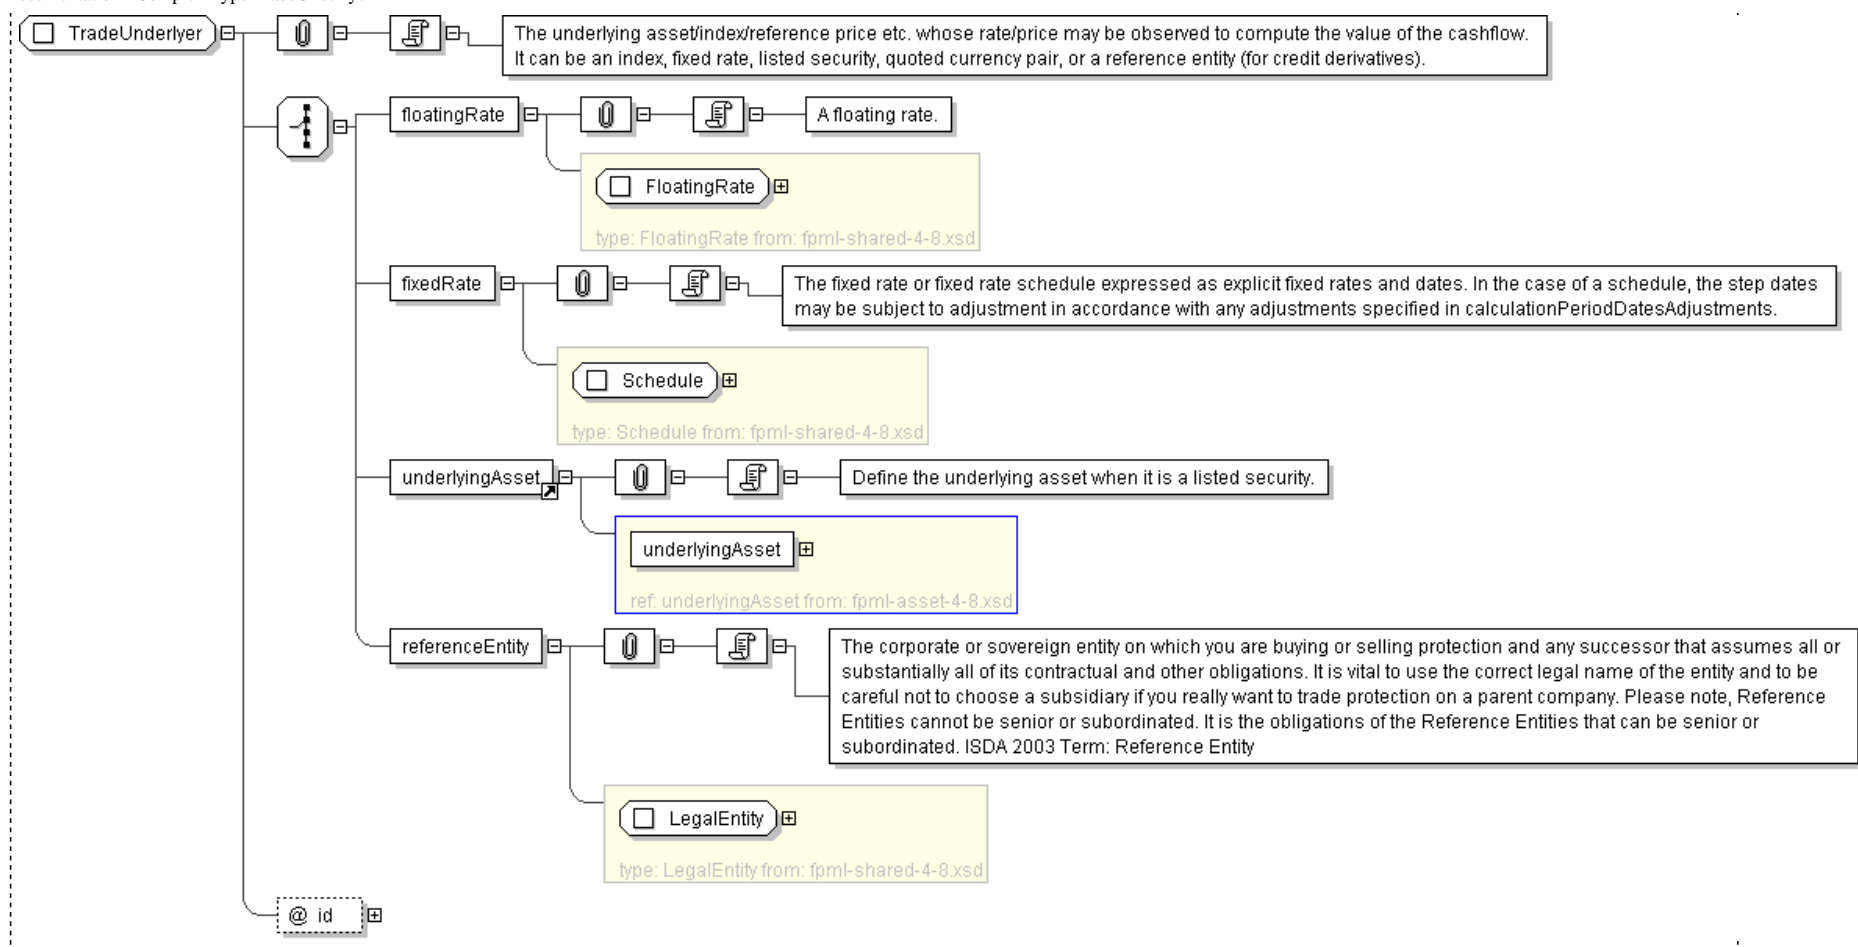 TradeUnderlyer
The underlying asset/index/reference price etc. whose rate/price may be observed to compute the value of the cashflow.
It can be an index, fixed rate, listed security, quoted currency pair, or a reference entity (for credit derivatives).
floatingRate
A floating rate.
FloatingRate
type: FloatingRate from: fpml-shared-4-8.xsd
fixedRate
The fixed rate or fixed rate schedule expressed as explicit fixed rates and dates. In the case of a schedule, the step dates
may be subject to adjustment in accordance with any adjustments specified in calculationPeriodDatesAdjustments.
Schedule
type: Schedule from: fpml-shared-4-8.xsd
underlyingAsset
Define the underlying asset when it is a listed security.
underlyingAsset
ref: underlyingAsset from: fpml-asset-4-8.xsd
referenceEntity
The corporate or sovereign entity on which you are buying or selling protection and any successor that assumes all or
substantially all of its contractual and other obligations. It is vital to use the correct legal name of the entity and to be
careful not to choose a subsidiary if you really want to trade protection on a parent company. Please note, Reference
Entities cannot be senior or subordinated. It is the obligations of the Reference Entities that can be senior or
subordinated. ISDA 2003 Term: Reference Entity
LegalEntity
type: LegalEntity from: fpml-shared-4-8.xsd
@ id